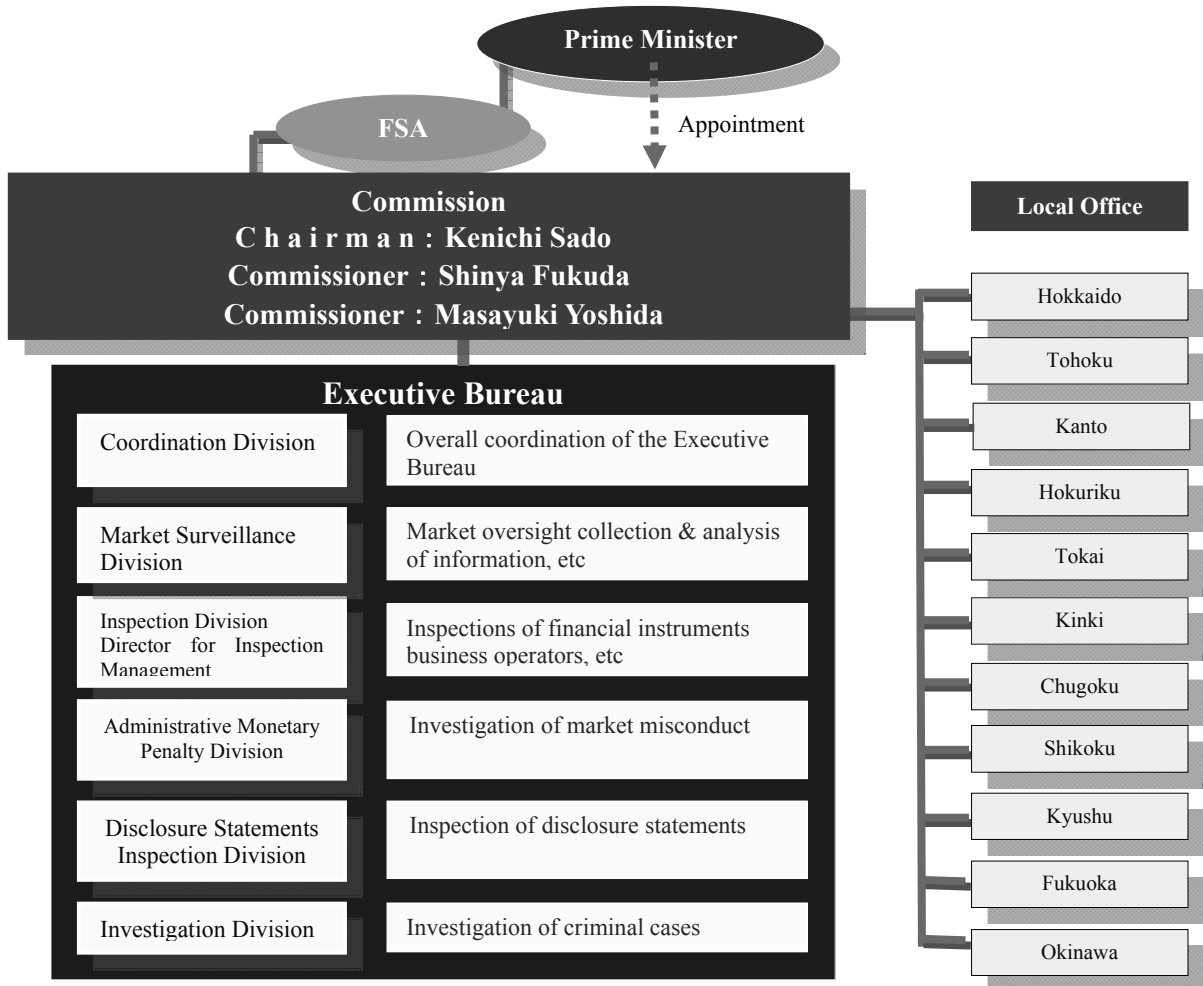 Prime Minister
FSA
Appointment
Commission
C h a i r m a n : Kenichi Sado
Commissioner : Shinya Fukuda
Commissioner : Masayuki Yoshida
Executive Bureau
Coordination Division
Overall coordination of the Executive
Bureau
Market Surveillance
Division
Market oversight collection & analysis
of information, etc
Inspection Division
Director for Inspection
Management
Inspections of financial instruments
business operators, etc
Administrative Monetary
Penalty Division
Investigation of market misconduct
Disclosure Statements
Inspection Division
Inspection of disclosure statements
Investigation Division
Investigation of criminal cases
Local Office
Hokkaido
Tohoku
Kanto
Hokuriku
Tokai
Kinki
Chugoku
Shikoku
Kyushu
Fukuoka
Okinawa